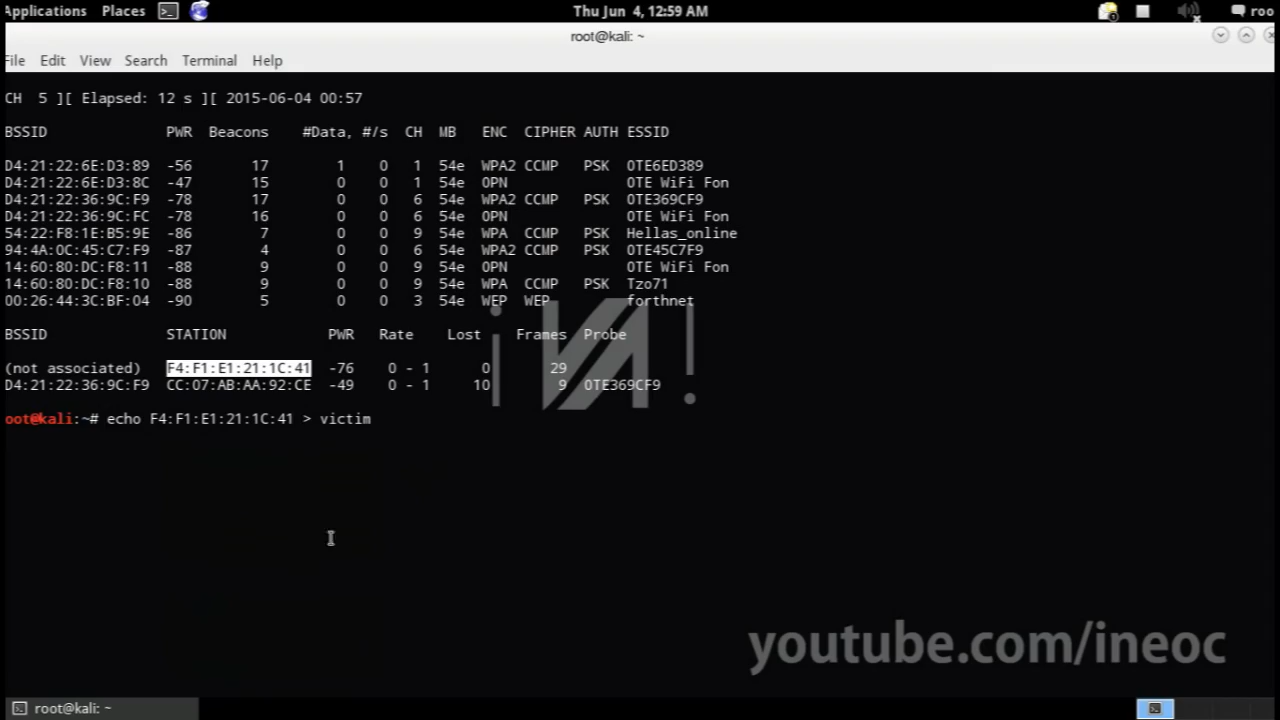 Applications Places Thu Jun 4, 12:59 AM roo
root@kali: ~
File Edit View Search Terminal Help
CH 5 ][ Elapsed: 12 s ][ 2015-06-04 00:57
BSSID PWR Beacons #Data, #/s CH MB ENC CIPHER AUTH ESSID
D4:21:22:6E:D3:89 -56 17 1 0 1 54e WPA2 CCMP PSK OTE6ED389
D4:21:22:6E:D3:8C -47 15 0 0 1 54e OPN OTE WiFi Fon
D4:21:22:36:9C:F9 -78 17 0 0 6 54e WPA2 CCMP PSK OTE369CF9
D4:21:22:36:9C:FC -78 16 0 0 6 54e OPN OTE WiFi Fon
54:22:F8:1E:B5:9E -86 7 0 0 9 54e WPA CCMP PSK Hellas_online
94:4A:0C:45:C7:F9 -87 4 0 0 6 54e WPA2 CCMP PSK OTE45C7F9
14:60:80:DC:F8:11 -88 9 0 0 9 54e OPN OTE WiFi Fon
14:60:80:DC:F8:10 -88 9 0 0 9 54e WPA CCMP PSK Tzo71
00:26:44:3C:BF:04 -90 5 0 0 3 54e WEP WEP forthnet
BSSID STATION PWR Rate Lost Frames Probe
(not associated) F4:F1:E1:21:1C:41 -76 0 - 1 0 29
D4:21:22:36:9C:F9 CC:07:AB:AA:92:CE -49 0 - 1 10 9 OTE369CF9
oot@kali:~# echo F4:F1:E1:21:1C:41 > victim
¡VA!
youtube.com/ineoc
root@kali: ~